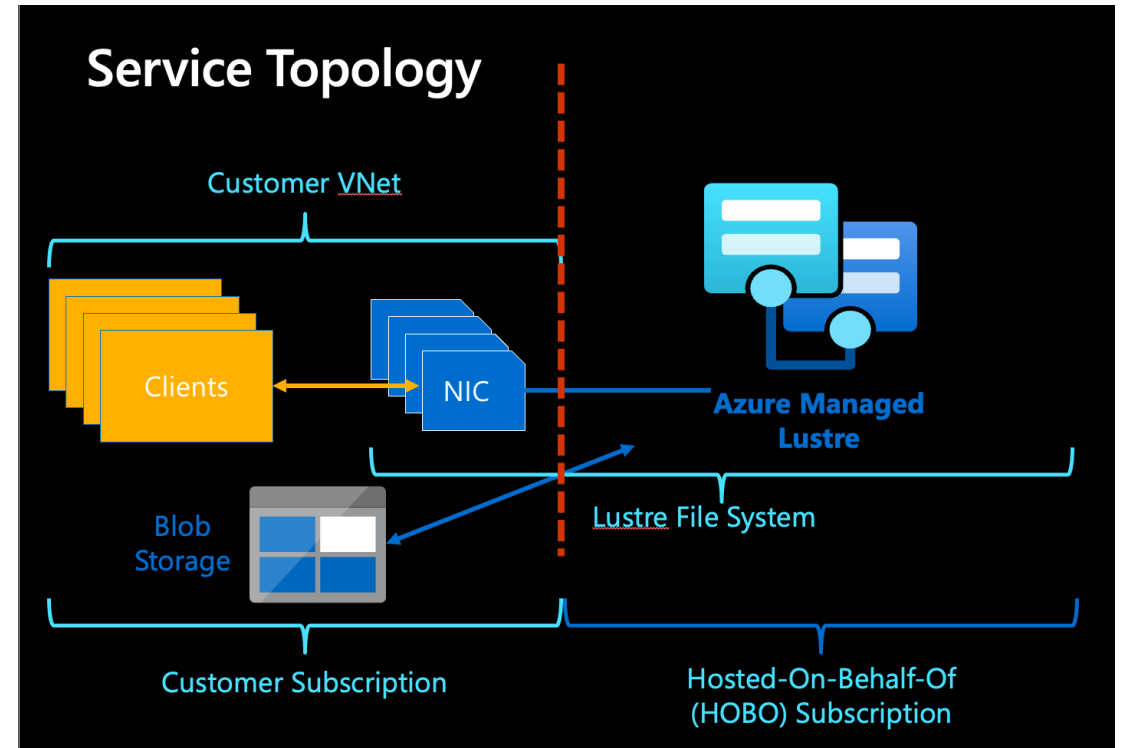 Service Topology
Customer VNet
Clients
NIC
Azure Managed
Lustre
Blob
Storage
Lustre File System
Customer Subscription
Hosted-On-Behalf-Of
(HOBO) Subscription